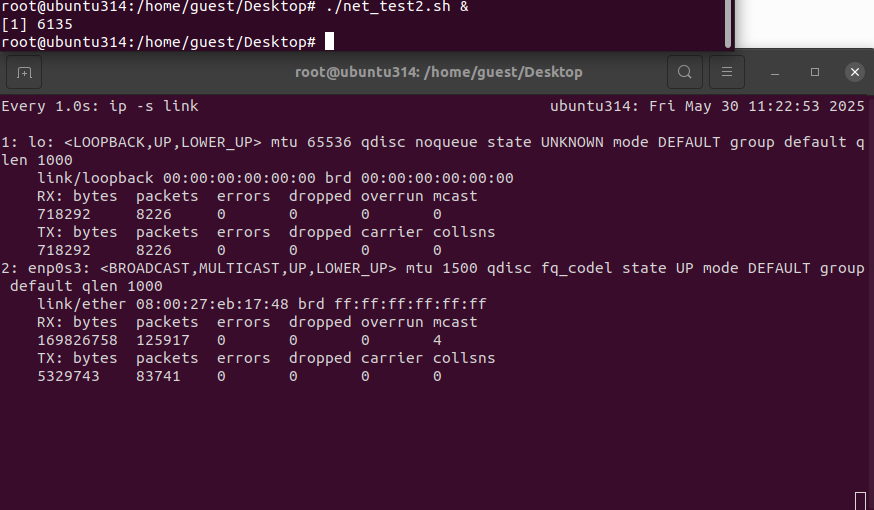 root@ubuntu314:/home/guest/Desktop# ./net_test2.sh &
[1] 6135
root@ubuntu314:/home/guest/Desktop#
root@ubuntu314: /home/guest/Desktop
Every 1.0s: ip -s link ubuntu314: Fri May 30 11:22:53 2025
1: lo: <LOOPBACK,UP,LOWER_UP> mtu 65536 qdisc noqueue state UNKNOWN mode DEFAULT group default q
len 1000
link/loopback 00:00:00:00:00:00 brd 00:00:00:00:00:00
RX: bytes packets errors dropped overrun mcast
718292 8226 0 0 0 0
TX: bytes packets errors dropped carrier collsns
718292 8226 0 0 0 0
2: enp0s3: <BROADCAST,MULTICAST,UP,LOWER_UP> mtu 1500 qdisc fq_codel state UP mode DEFAULT group
default qlen 1000
link/ether 08:00:27:eb:17:48 brd ff:ff:ff:ff:ff:ff
RX: bytes packets errors dropped overrun mcast
169826758 125917 0 0 0 4
TX: bytes packets errors dropped carrier collsns
5329743 83741 0 0 0 0